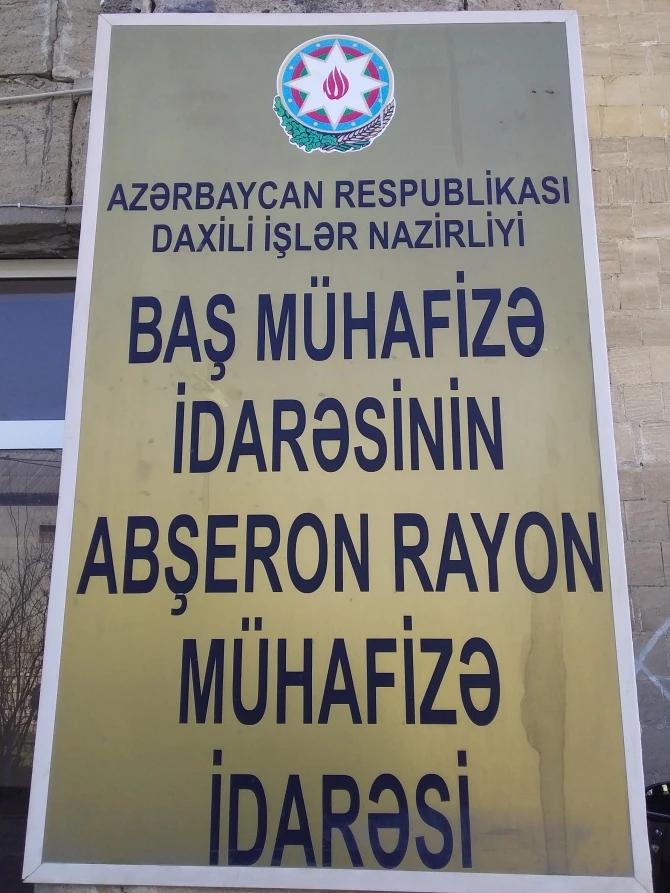 AZƏRBAYCAN RESPUBLİKASI
DAXİLİ İŞLƏR NAZİRLİYİ
BAŞ MÜHAFİZƏ
İDARƏSİNİN
ABŞERON RAYON
MÜHAFİZƏ
İDARƏSİ